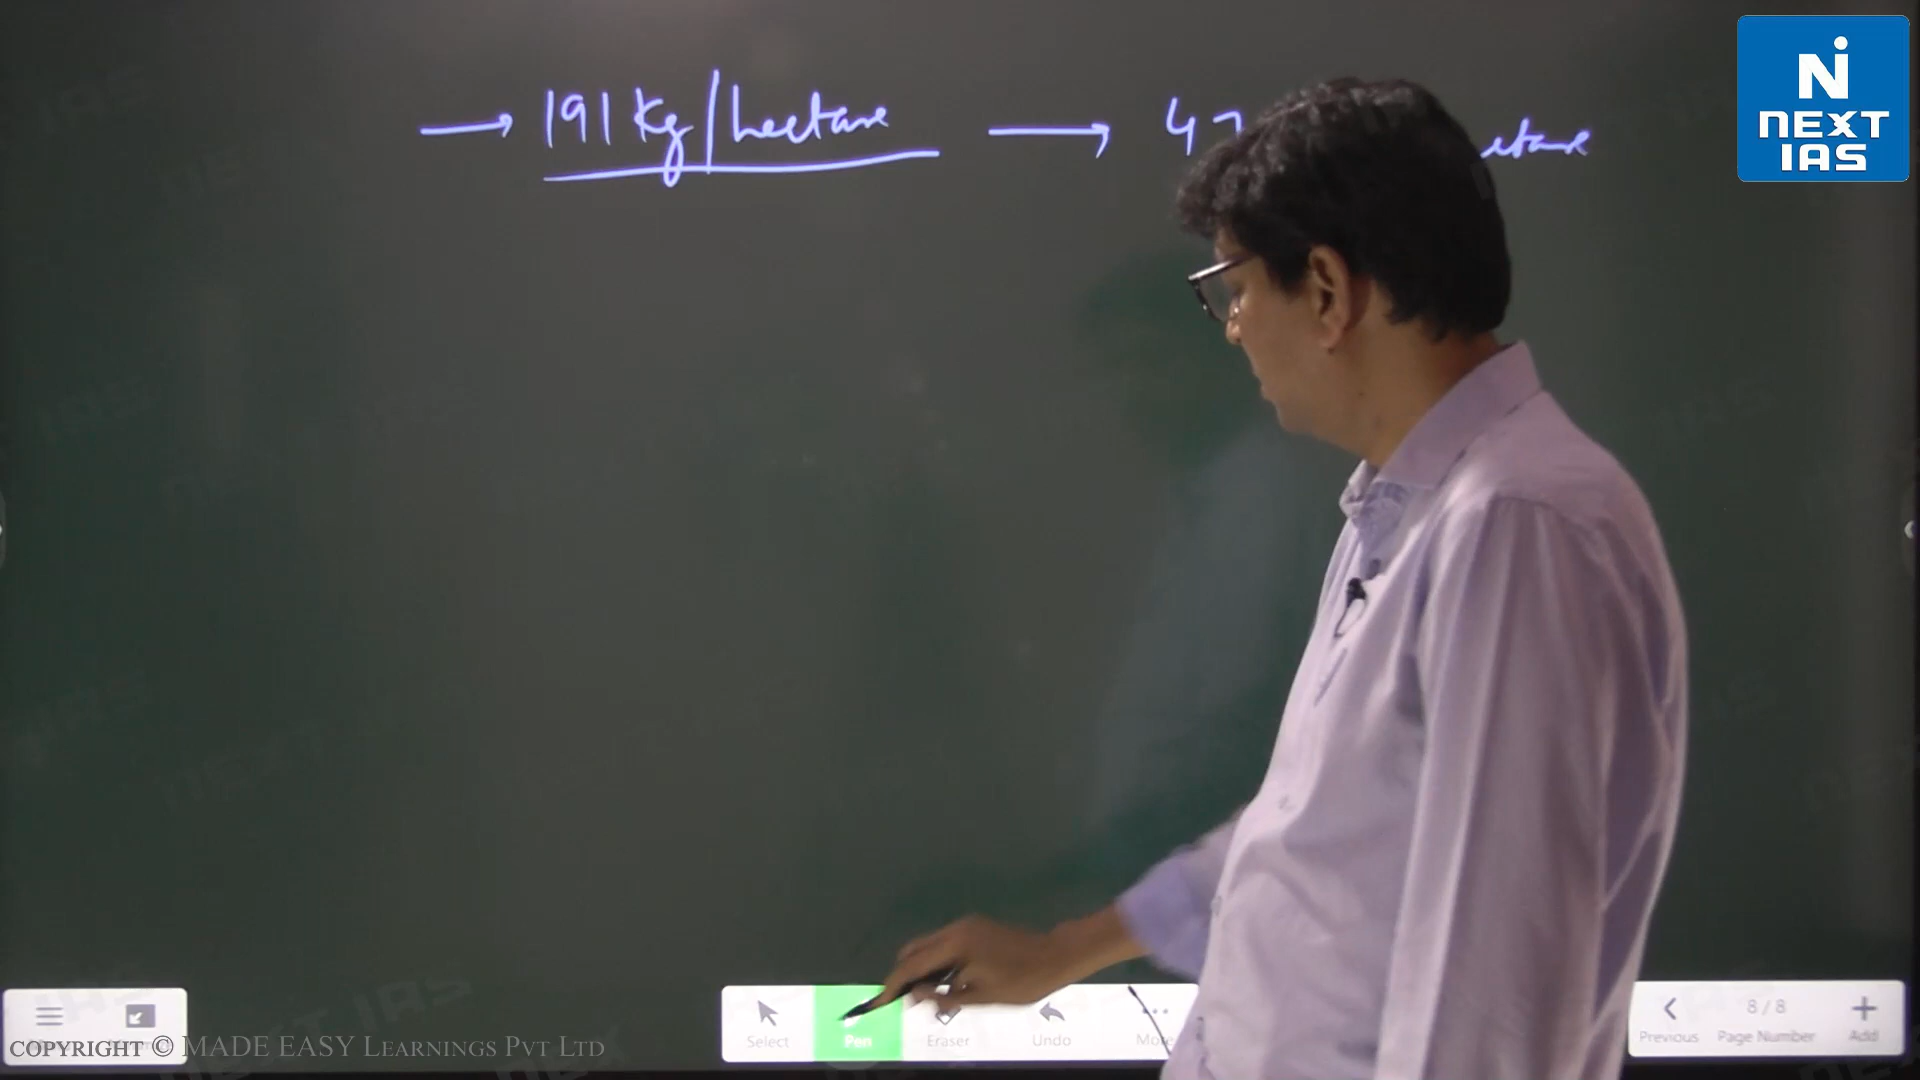 → 191 Kg/hectare → 47
NEXT
IAS
Select
Pen
Eraser
Undo
More
Previous
8 / 8
Page Number
Add
COPYRIGHT © MADE EASY LEARNINGS PVT LTD